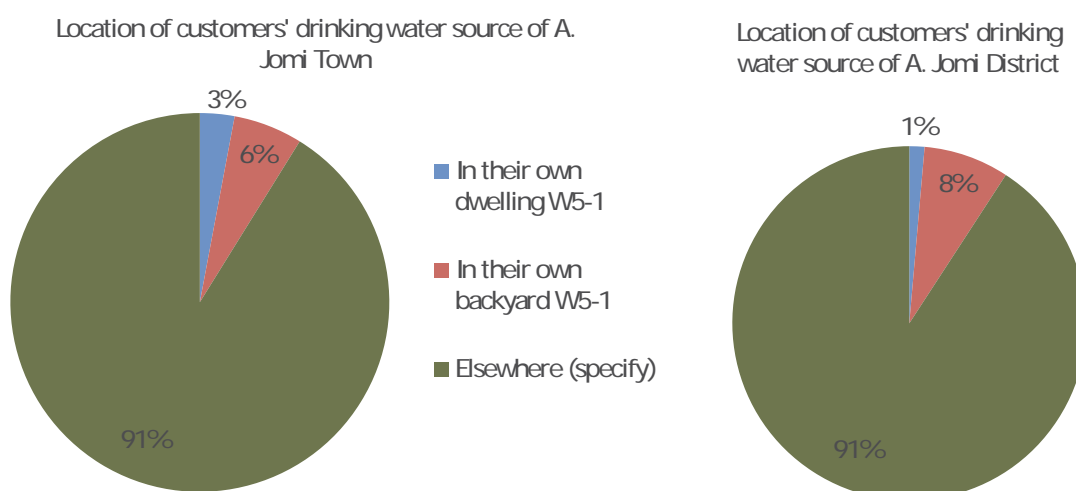 Location of customers' drinking water source of A.
Jomi Town
3%
6%
91%
In their own
dwelling W5-1
In their own
backyard W5-1
Elsewhere (specify)
Location of customers' drinking
water source of A. Jomi District
1%
8%
91%